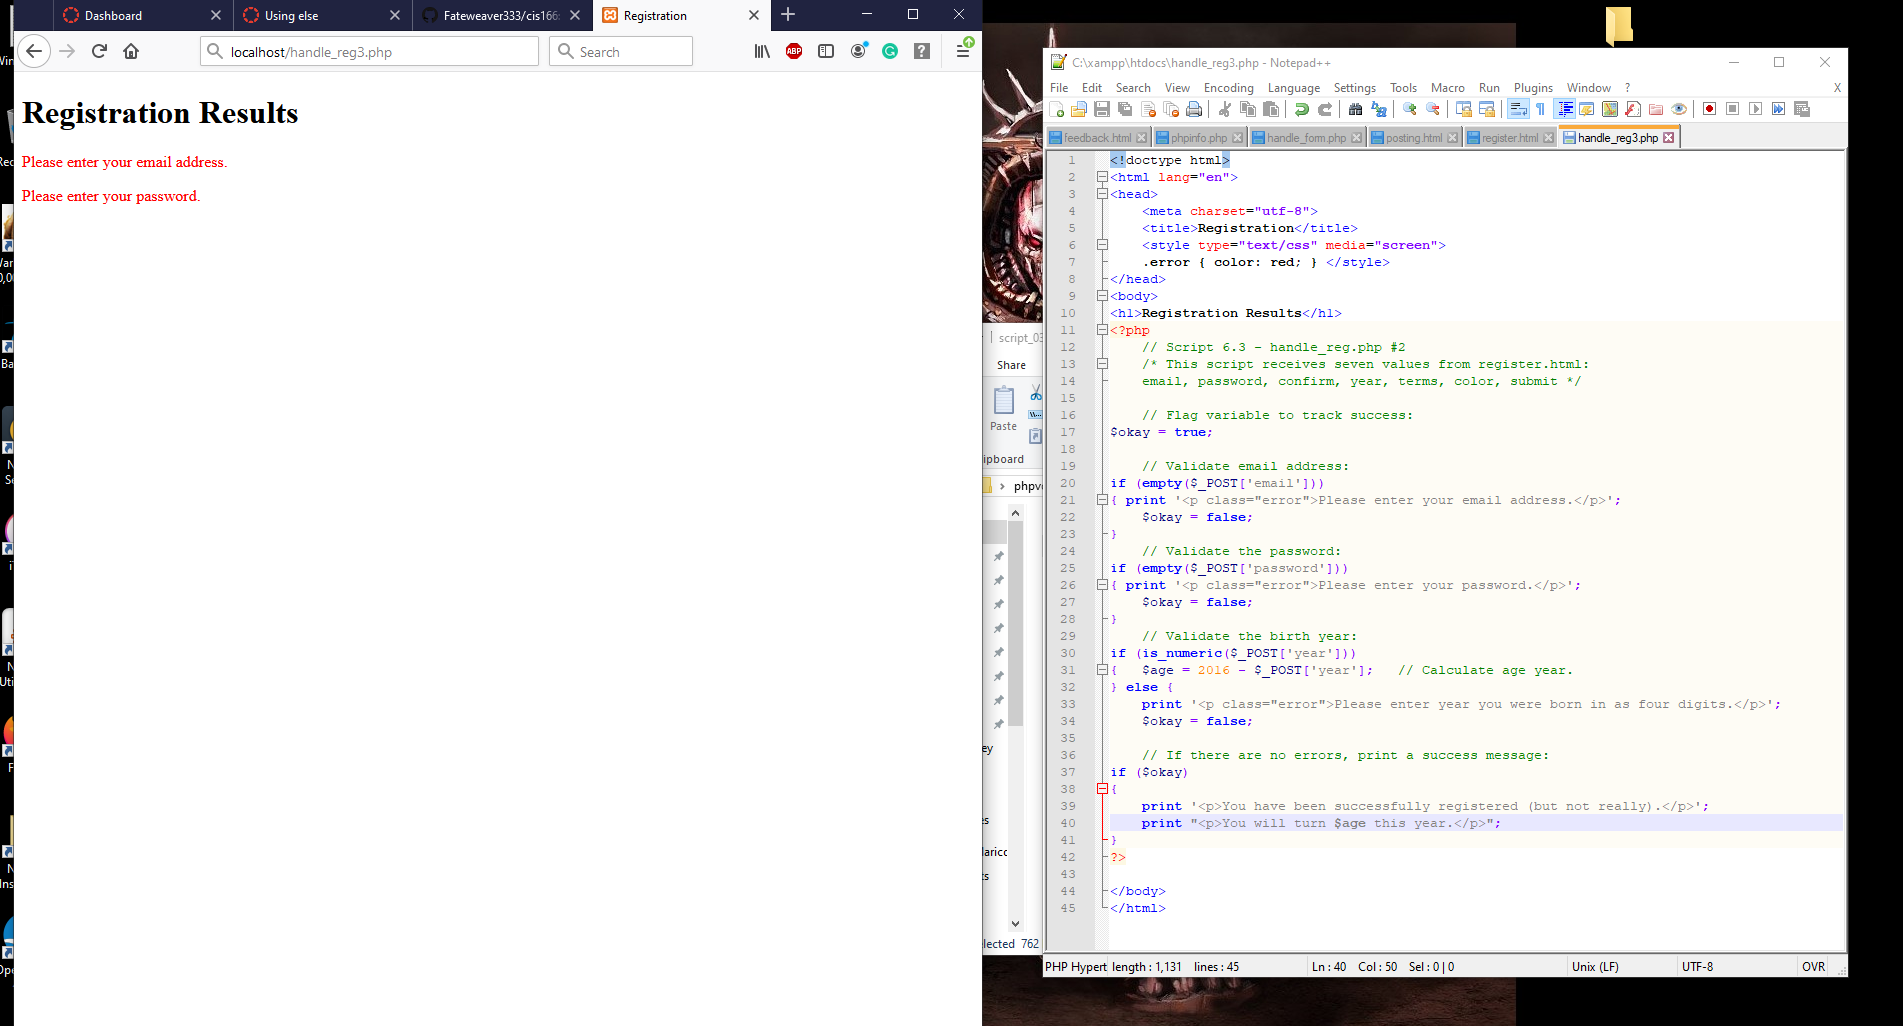 Dashboard
Using else
Fateweaver333/cis166
Registration
localhost/handle_reg3.php
Search
ABP
Registration Results
Please enter your email address.
Please enter your password.
script_03
Share
Paste
ipboard
phpv
ey
es
laricc
ts
lected 762
C:\xampp\htdocs\handle_reg3.php - Notepad++
File Edit Search View Encoding Language Settings Tools Macro Run Plugins Window ? X
feedback.html phpinfo.php handle_form.php posting.html register.html handle_reg3.php
1 <!doctype html>
2 <html lang="en">
3 <head>
4 <meta charset="utf-8">
5 <title>Registration</title>
6 <style type="text/css" media="screen">
7 .error { color: red; } </style>
8 </head>
9 <body>
10 <h1>Registration Results</h1>
11 <?php
12 // Script 6.3 - handle_reg.php #2
13 /* This script receives seven values from register.html:
14 email, password, confirm, year, terms, color, submit */
15
16 // Flag variable to track success:
17 $okay = true;
18
19 // Validate email address:
20 if (empty($_POST['email']))
21 { print '<p class="error">Please enter your email address.</p>';
22 $okay = false;
23 }
24 // Validate the password:
25 if (empty($_POST['password']))
26 { print '<p class="error">Please enter your password.</p>';
27 $okay = false;
28 }
29 // Validate the birth year:
30 if (is_numeric($_POST['year']))
31 { $age = 2016 - $_POST['year']; // Calculate age year.
32 } else {
33 print '<p class="error">Please enter year you were born in as four digits.</p>';
34 $okay = false;
35
36 // If there are no errors, print a success message:
37 if ($okay)
38 {
39 print '<p>You have been successfully registered (but not really).</p>';
40 print "<p>You will turn $age this year.</p>";
41 }
42 ?>
43
44 </body>
45 </html>
PHP Hypert length : 1,131 lines : 45 Ln : 40 Col : 50 Sel : 0 | 0 Unix (LF) UTF-8 OVR